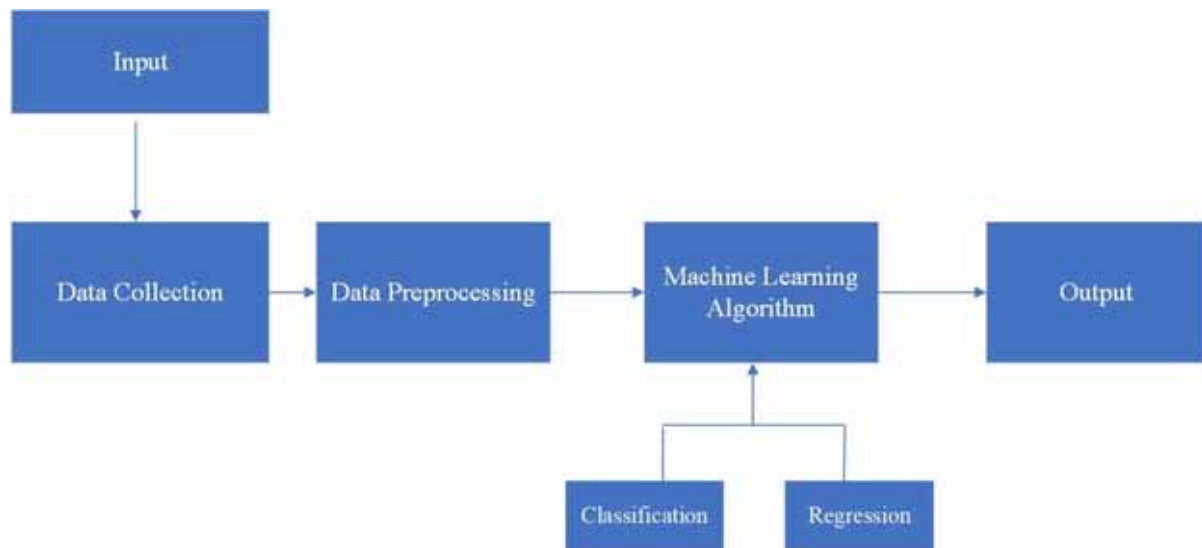 Input
Data Collection
Data Preprocessing
Machine Learning
Algorithm
Output
Classification
Regression